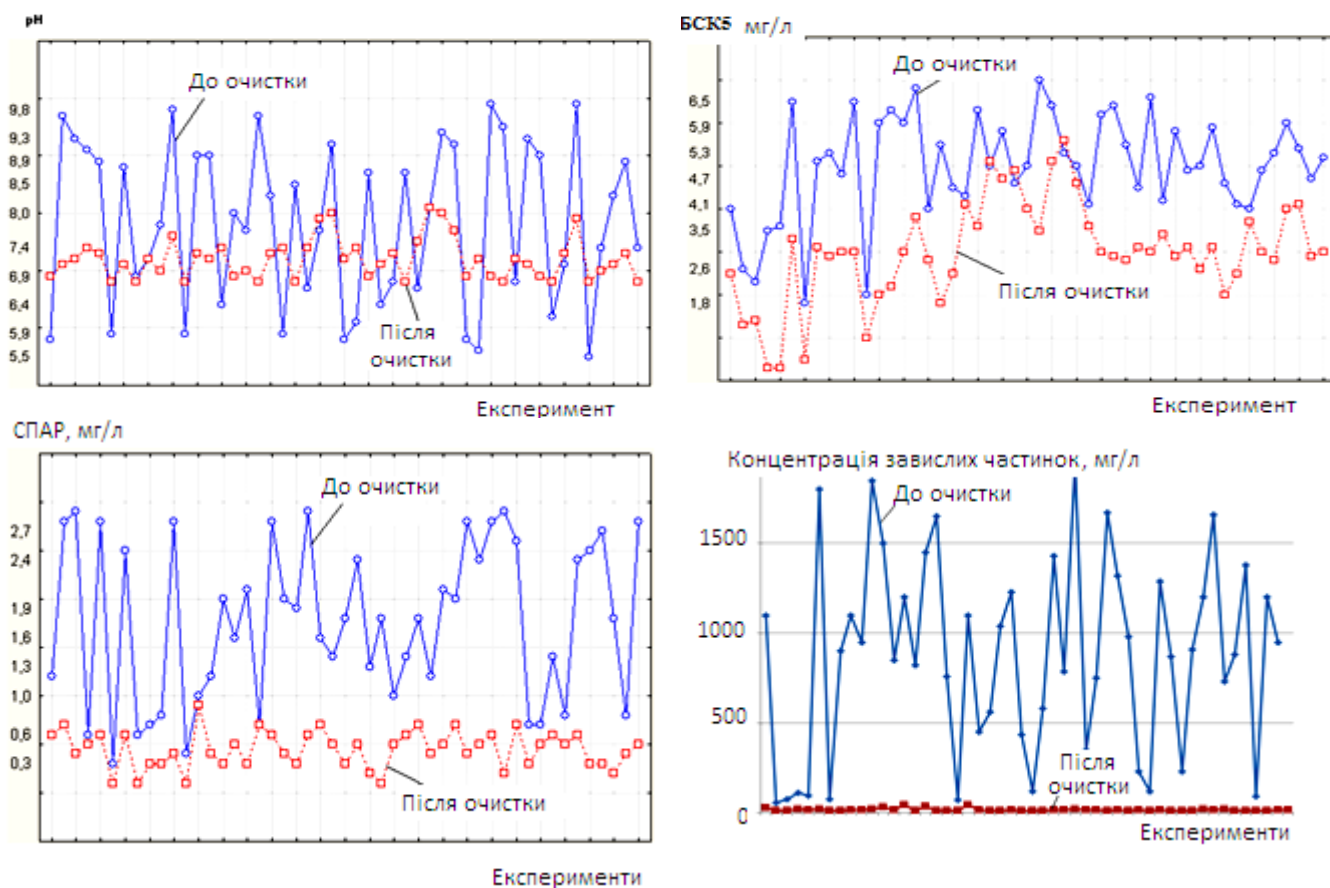 pH
9,8
9,3
8,9
8,5
8,0
7,4
6,9
6,4
5,9
5,5
До очистки
Після
очистки
Експеримент
БСК5 мг/л
6,5
5,9
5,3
4,7
4,1
3,5
2,6
1,8
До очистки
Після очистки
Експеримент
СПАР, мг/л
2,7
2,4
1,9
1,6
1,3
1,0
0,6
0,3
До очистки
Після очистки
Експерименти
Концентрація завислих частинок, мг/л
До очистки
1500
1000
500
0
Після
очистки
Експерименти